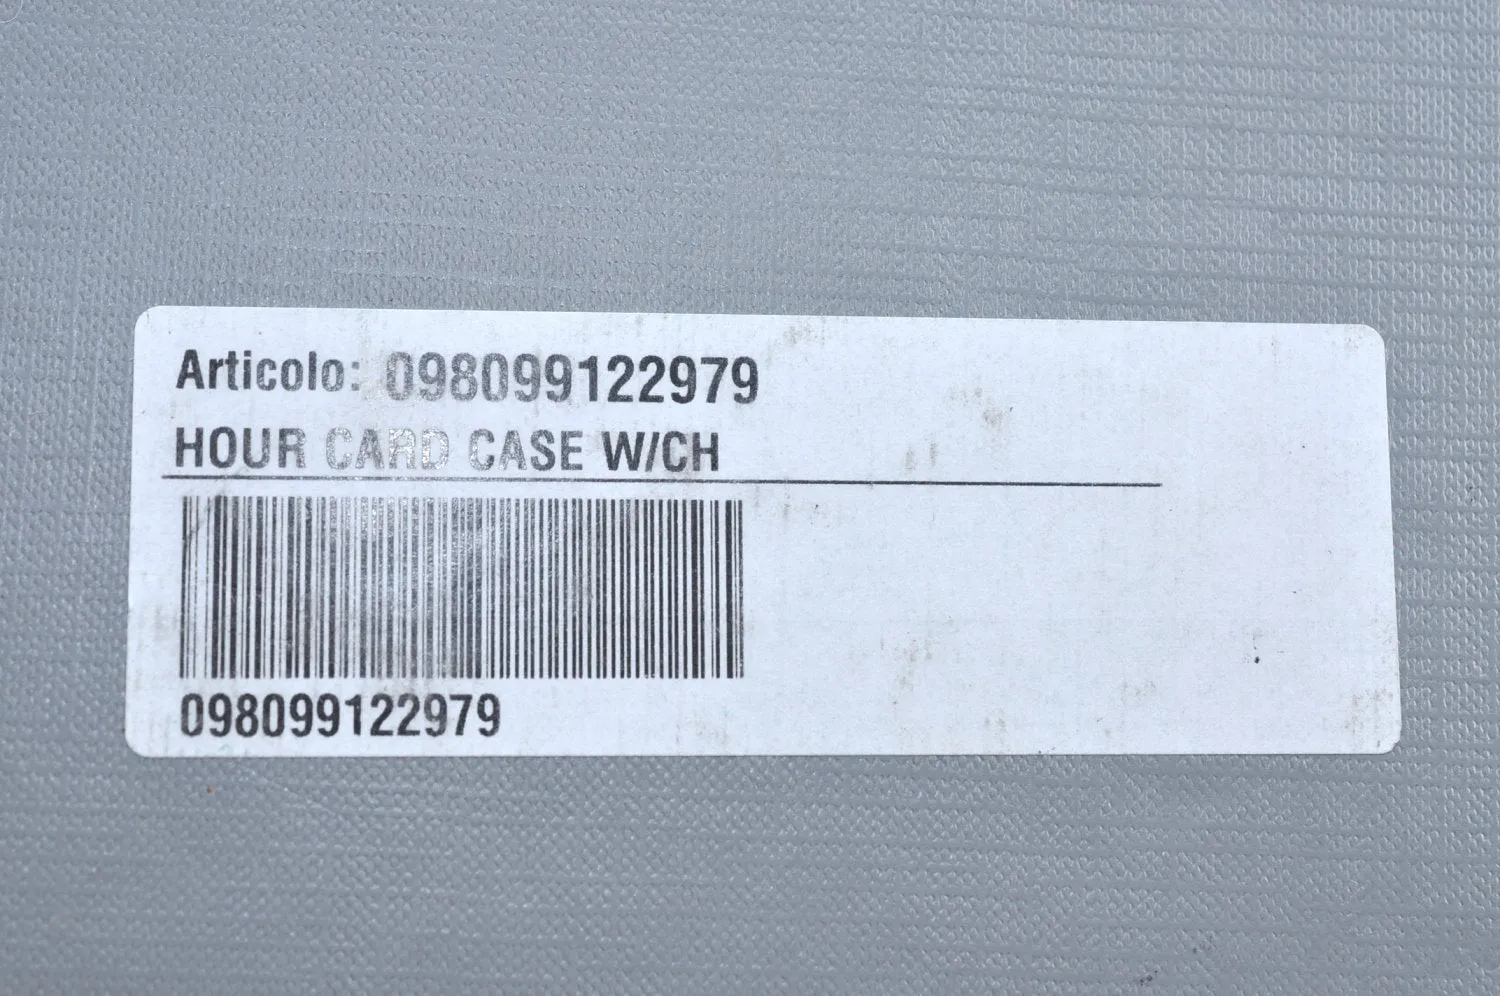 Articolo: 098099122979
HOUR CARD CASE W/CH
098099122979